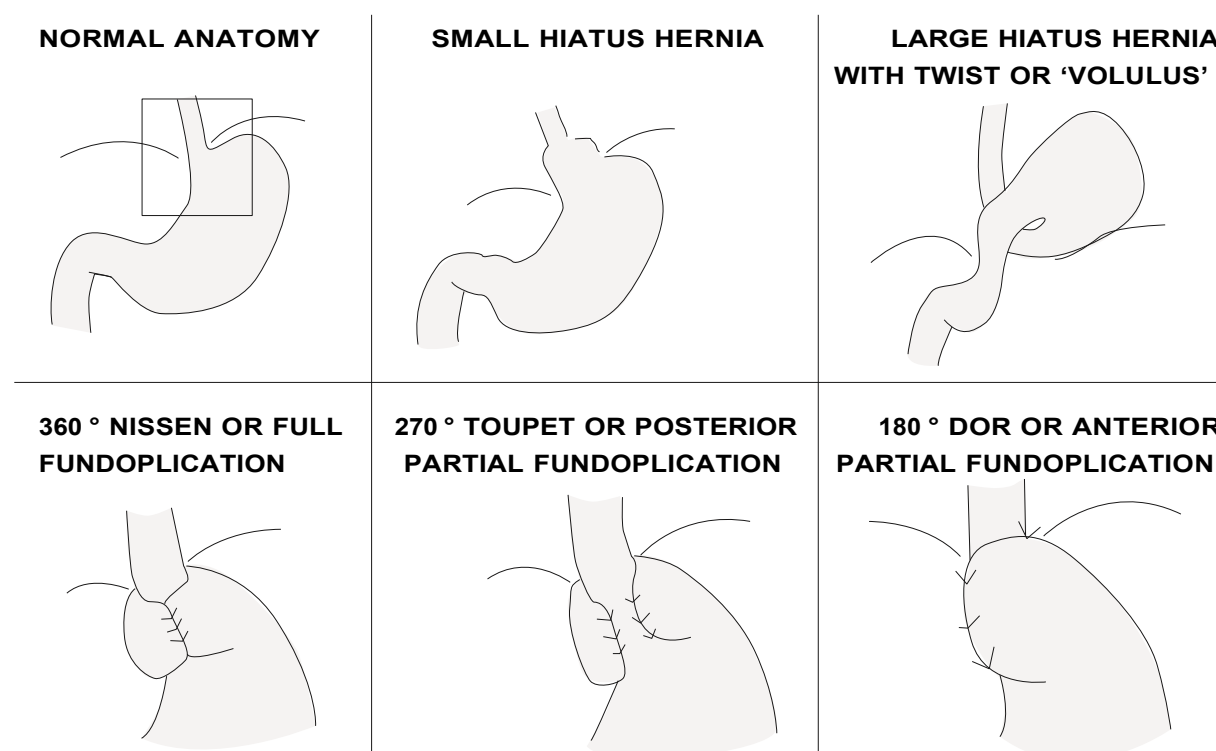 NORMAL ANATOMY
SMALL HIATUS HERNIA
LARGE HIATUS HERNIA
WITH TWIST OR ‘VOLULUS’
360 ° NISSEN OR FULL
FUNDOPLICATION
270 ° TOUPET OR POSTERIOR
PARTIAL FUNDOPLICATION
180 ° DOR OR ANTERIOR
PARTIAL FUNDOPLICATION